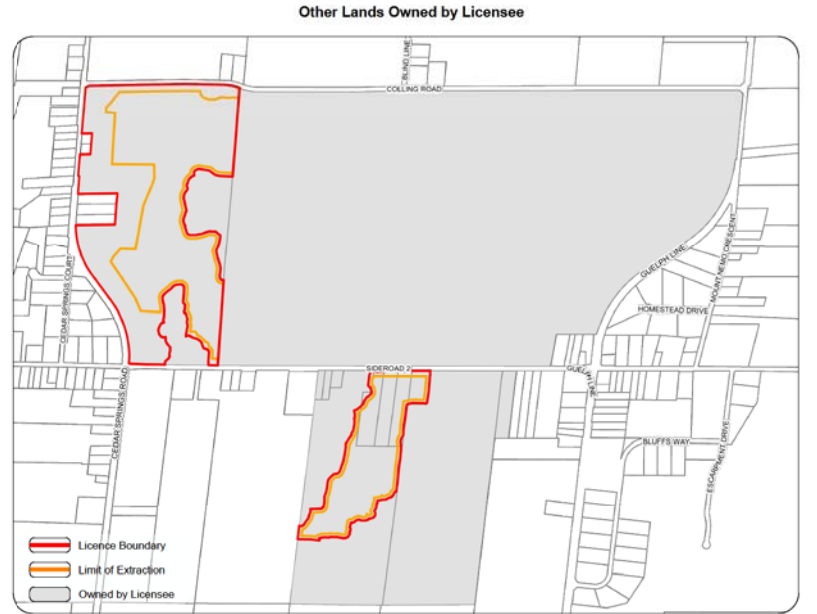 Other Lands Owned by Licensee
BLIND LINE
COLLING ROAD
GUELPH LINE
MOUNT NEMO CRESCENT
CEDAR SPRINGS COURT
HOMESTEAD DRIVE
SIDEROAD 2
GUELPH LINE
CEDAR SPRINGS ROAD
BLUFFS WAY
ESCARPMENT DRIVE
Licence Boundary
Limit of Extraction
Owned by Licensee